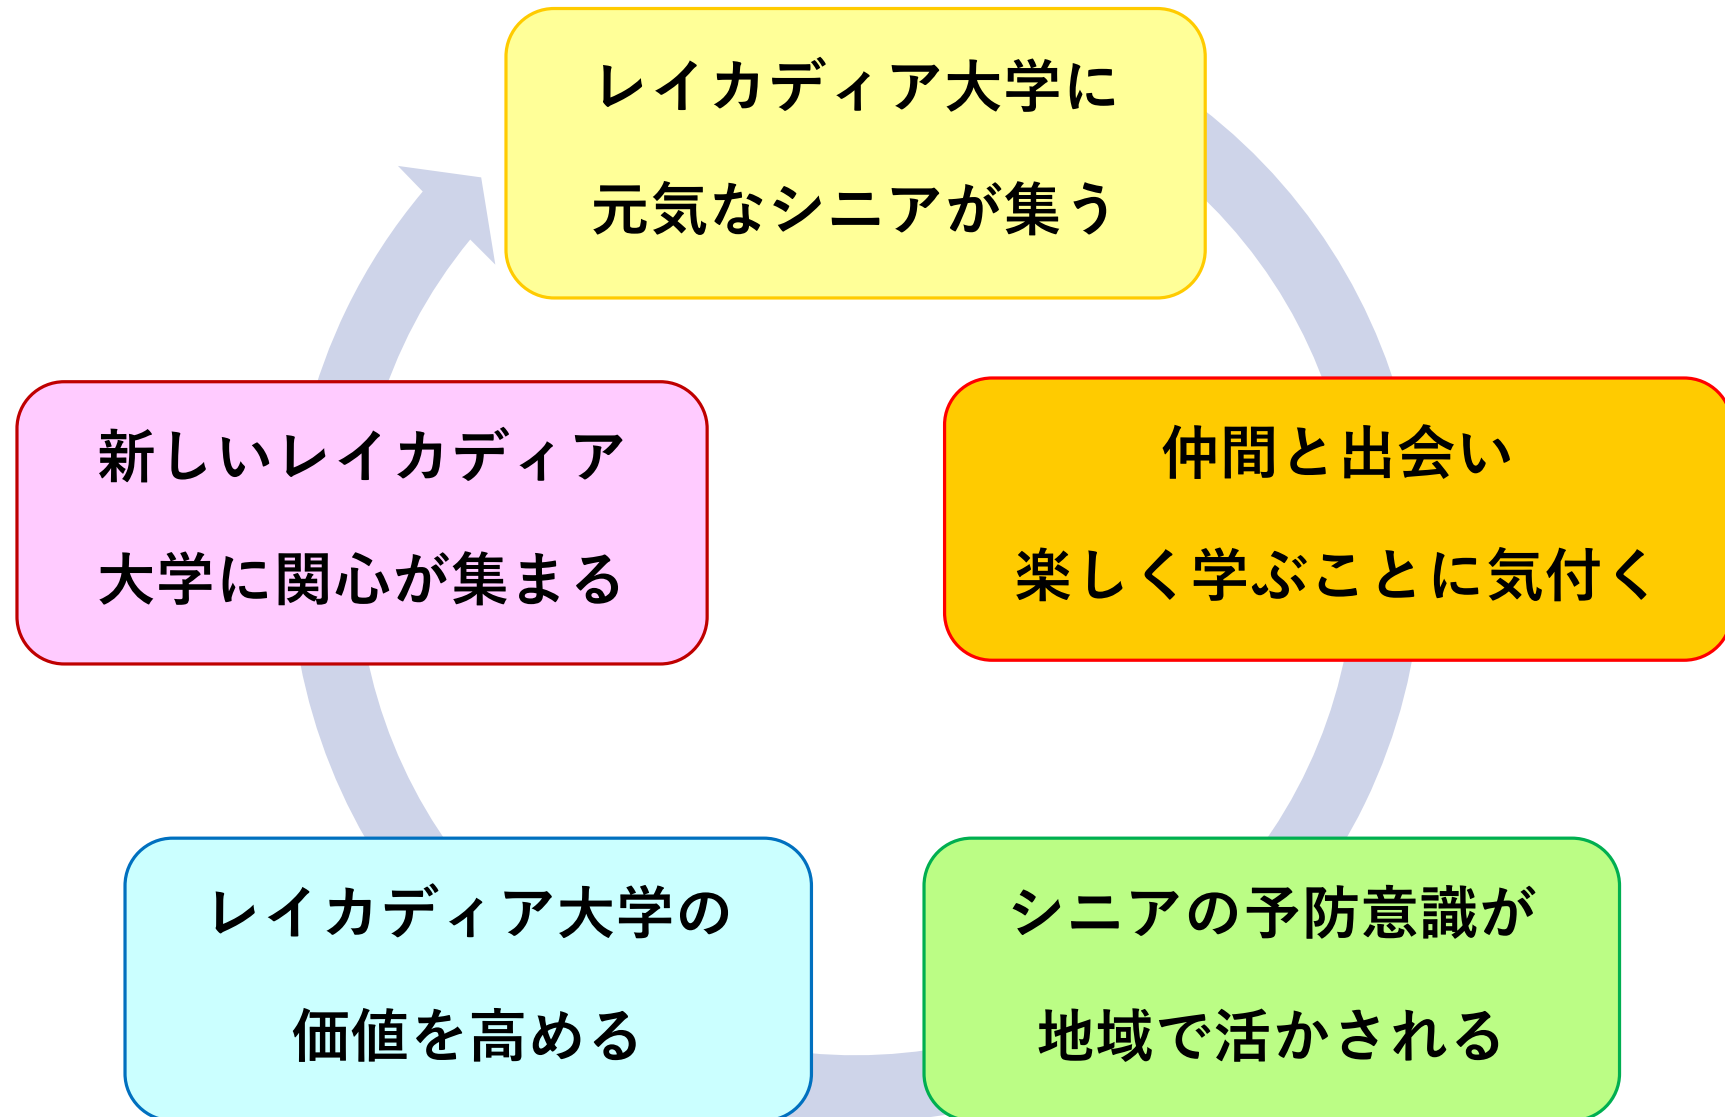 レイカディア大学に
元気なシニアが集う
仲間と出会い
楽しく学ぶことに気付く
シニアの予防意識が
地域で活かされる
レイカディア大学の
価値を高める
新しいレイカディア
大学に関心が集まる